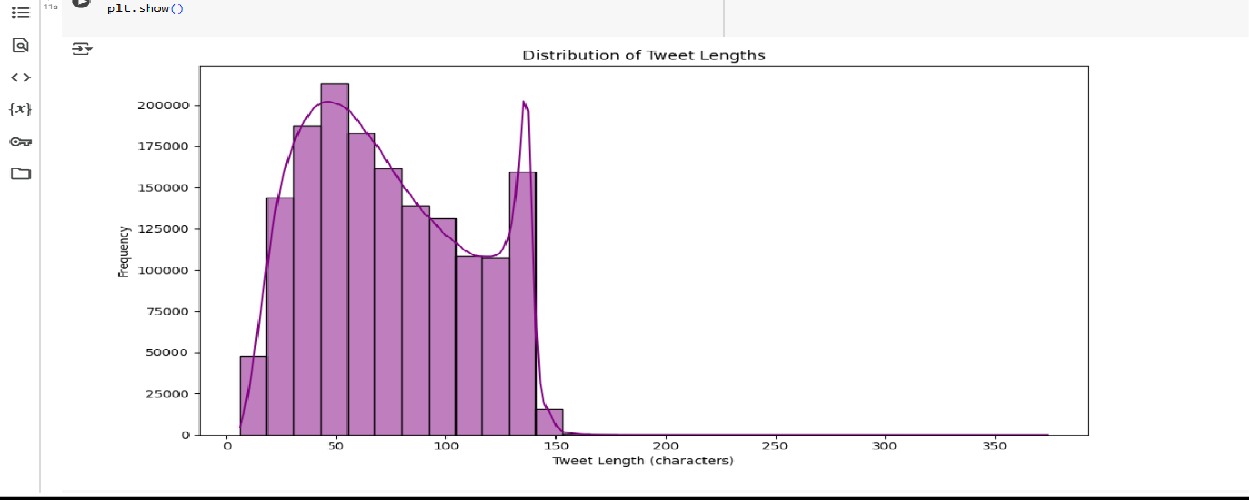 11s
plt.show()
{x}
Distribution of Tweet Lengths
Frequency
200000
175000
150000
125000
100000
75000
50000
25000
0
0 50 100 150 200 250 300 350
Tweet Length (characters)